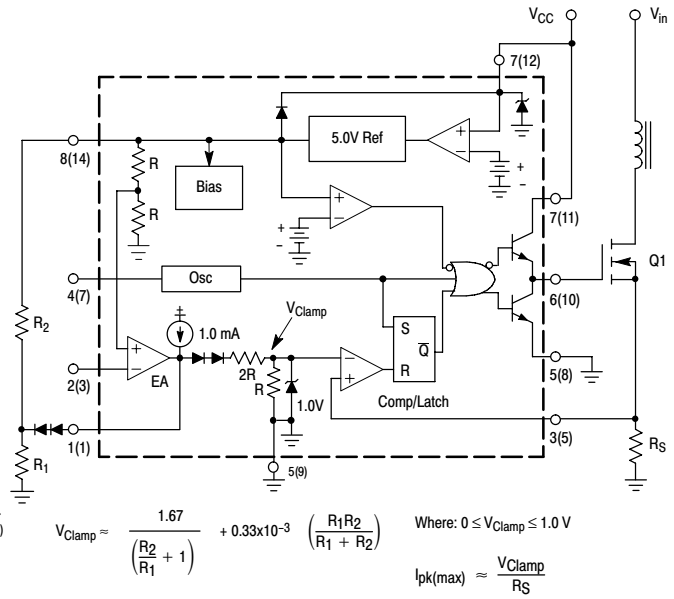 VCC
Vin
7(12)
5.0V Ref
+
−
+
-
8(14)
R
Bias
R
+
−
+
-
7(11)
Q1
Osc
4(7)
6(10)
VClamp
R2
1.0 mA
S
Q
R
+
−
EA
2R
R
−
+
2(3)
1.0V
Comp/Latch
5(8)
1(1)
3(5)
R1
5(9)
RS
)
VClamp ≈ 1.67 / (R2/R1 + 1) + 0.33x10−3 (R1R2 / R1 + R2) Where: 0 ≤ VClamp ≤ 1.0 V
Ipk(max) ≈ VClamp / RS